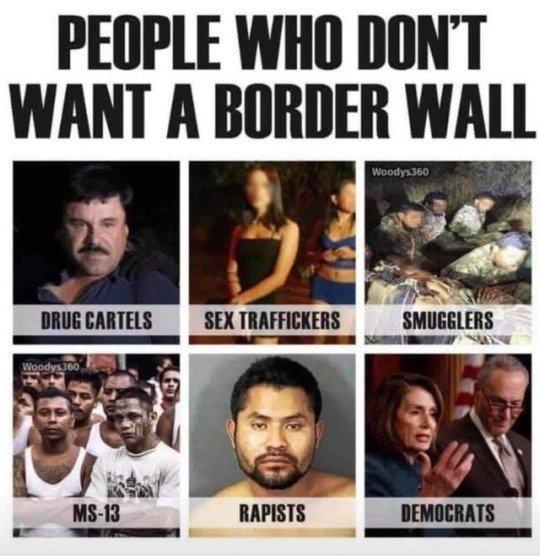 PEOPLE WHO DON'T
WANT A BORDER WALL
Woodys360
DRUG CARTELS
SEX TRAFFICKERS
SMUGGLERS
Woodys360
MS-13
RAPISTS
DEMOCRATS